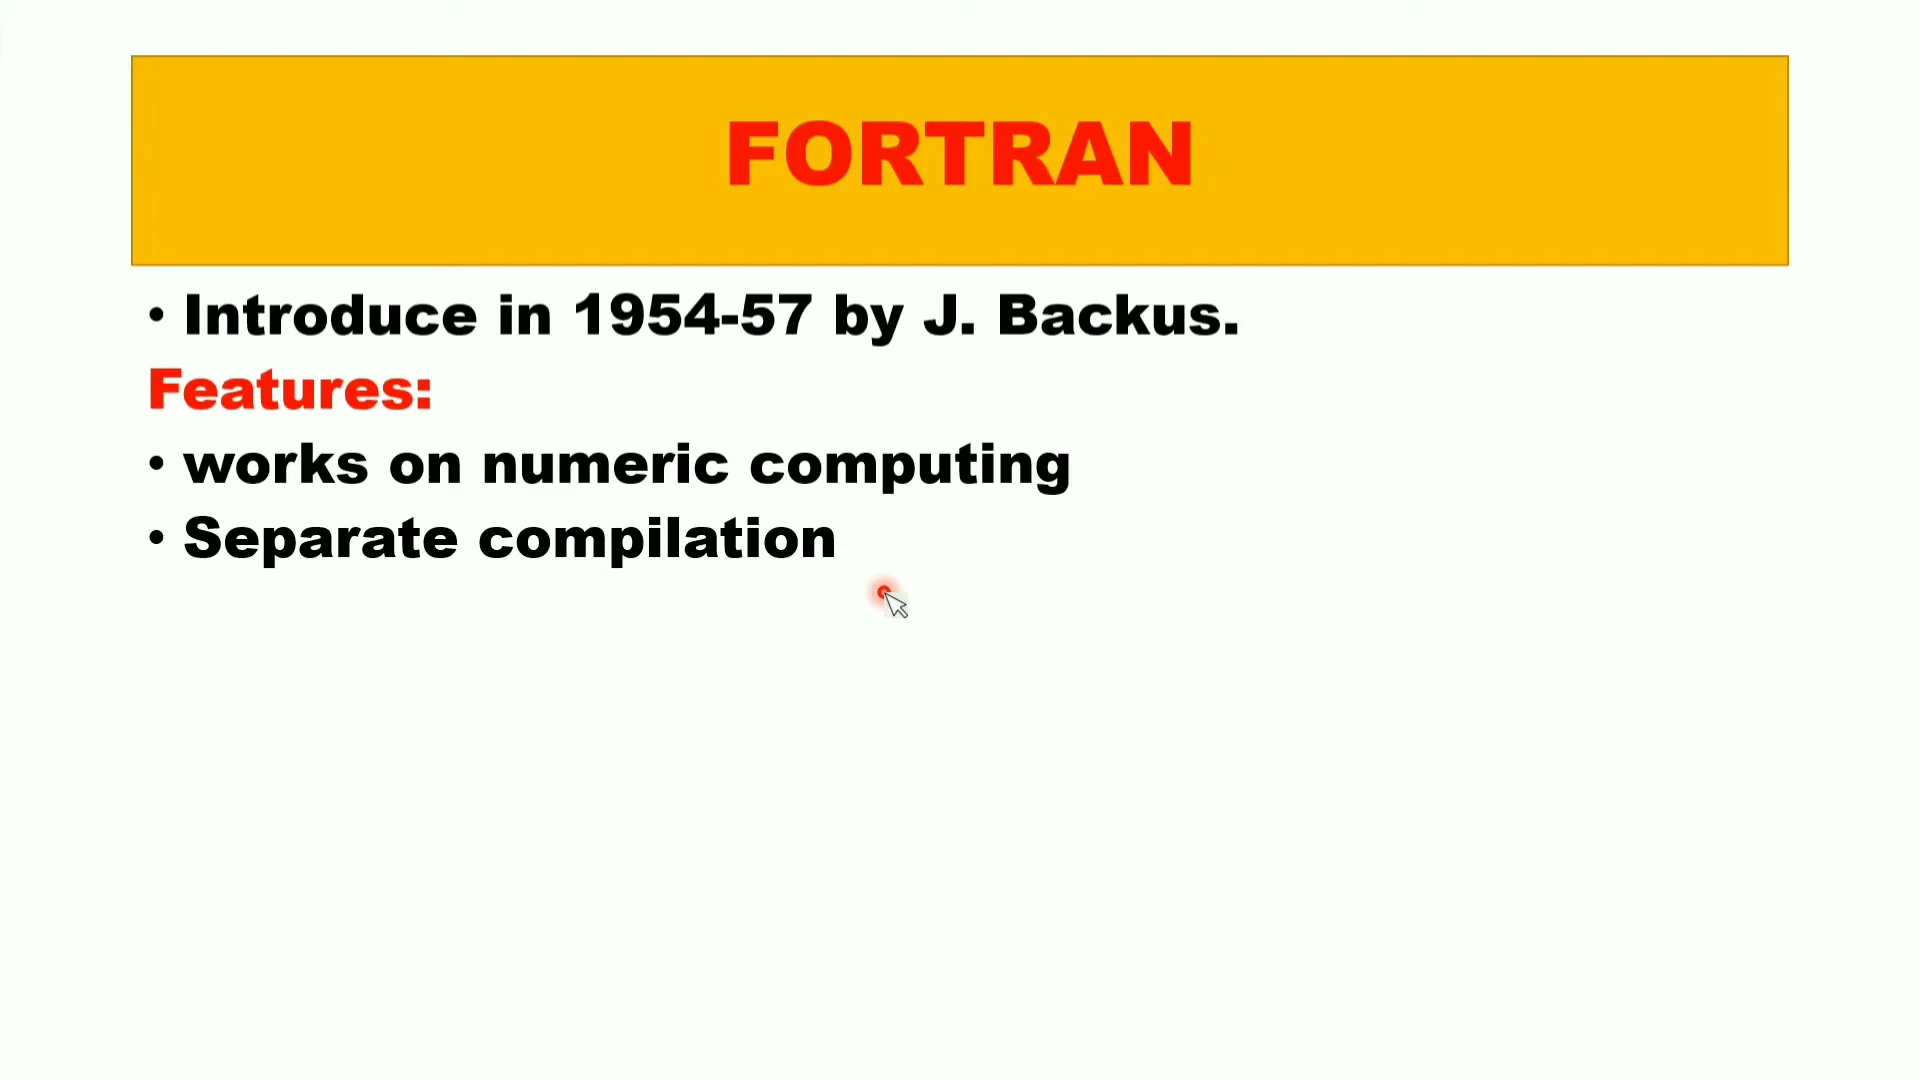 FORTRAN
• Introduce in 1954-57 by J. Backus.
Features:
• works on numeric computing
• Separate compilation